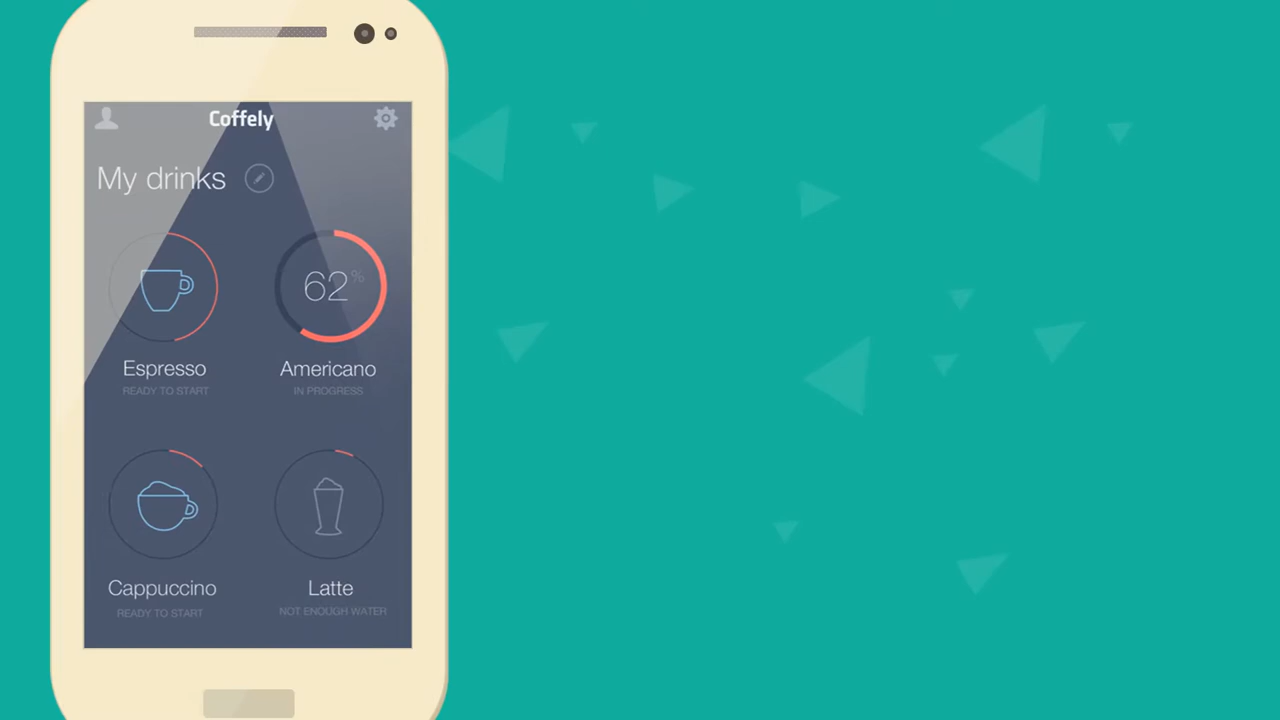 Coffely
My drinks
62%
Espresso
READY TO START
Americano
IN PROGRESS
Cappuccino
READY TO START
Latte
NOT ENOUGH WATER